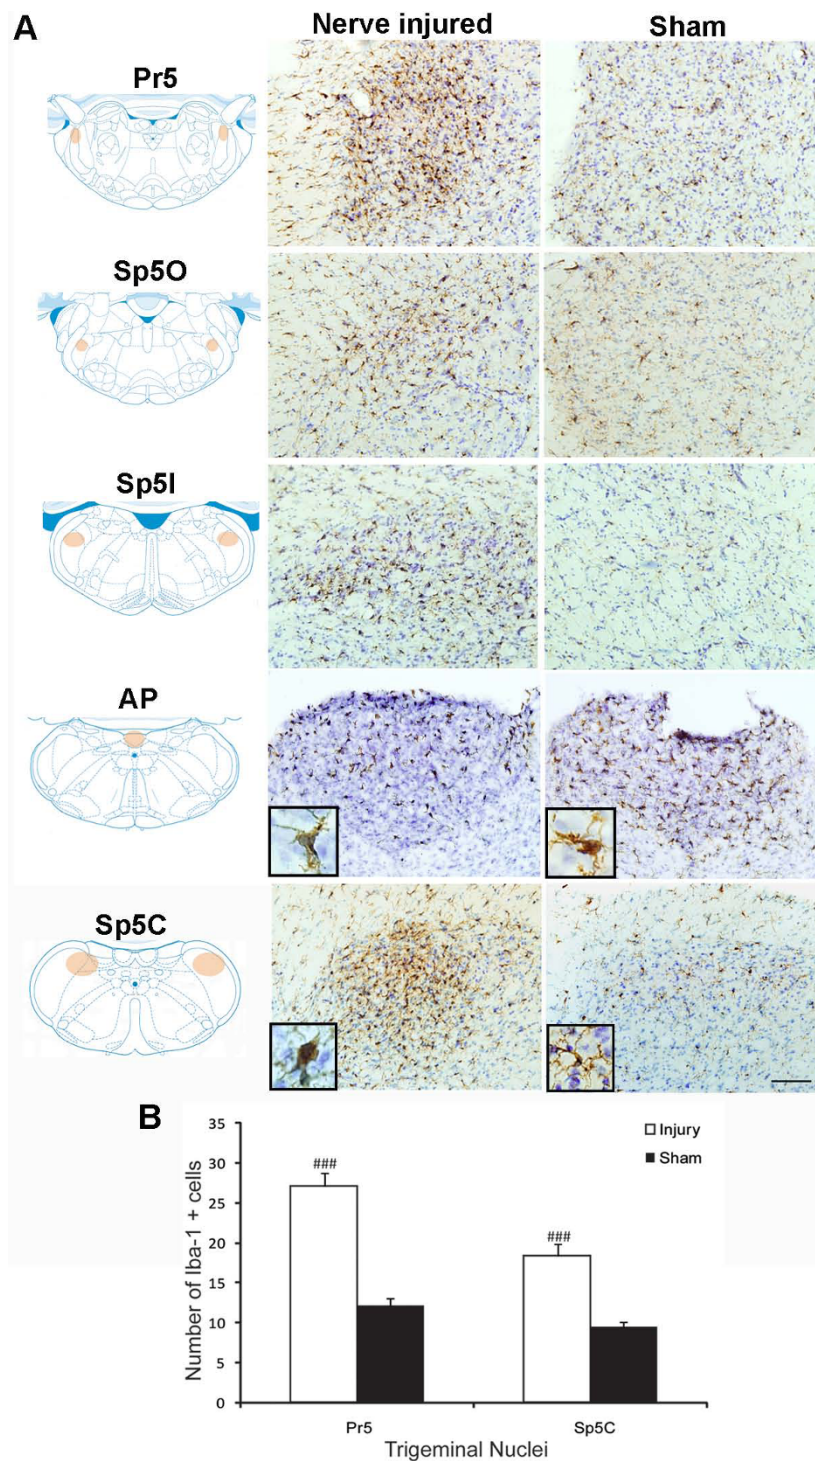 A
Nerve injured
Sham
Pr5
Sp5O
Sp5I
AP
Sp5C
B
35
30
25
20
15
10
5
0
Number of Iba-1 + cells
###
###
Injury
Sham
Pr5
Sp5C
Trigeminal Nuclei